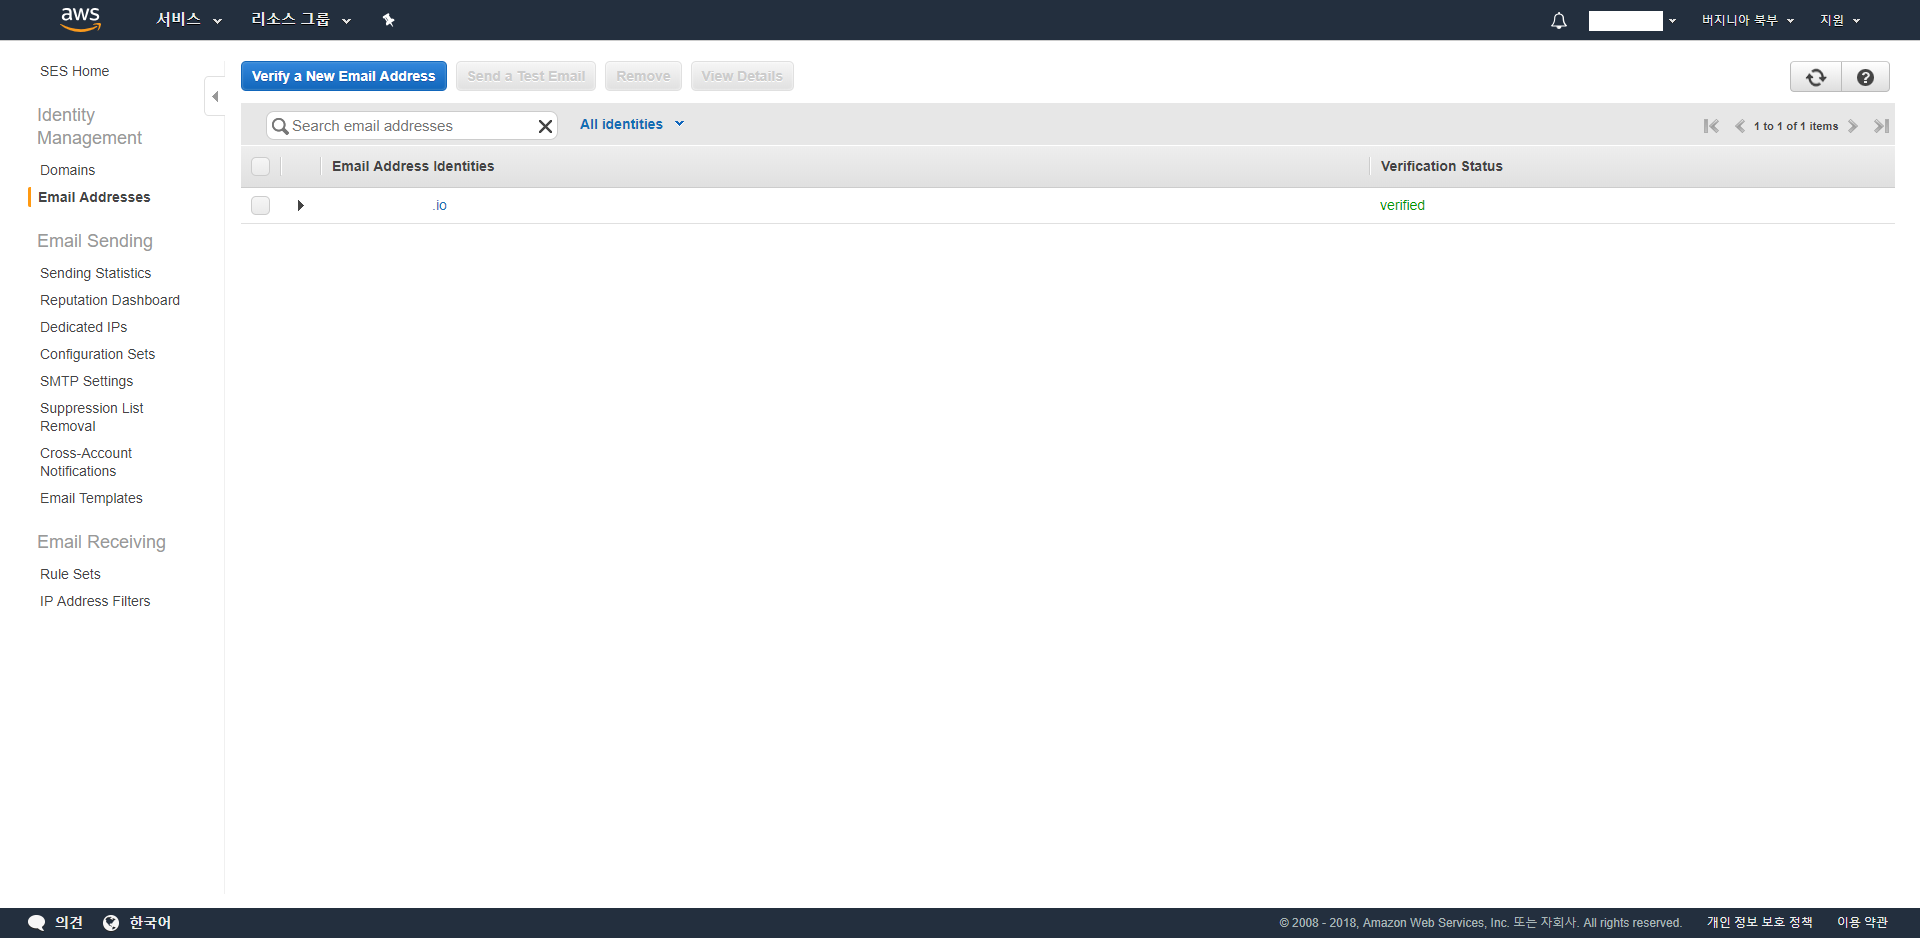 aws 서비스 리소스 그룹 버지니아 북부 지원
SES Home
Identity
Management
Domains
Email Addresses
Email Sending
Sending Statistics
Reputation Dashboard
Dedicated IPs
Configuration Sets
SMTP Settings
Suppression List
Removal
Cross-Account
Notifications
Email Templates
Email Receiving
Rule Sets
IP Address Filters
Verify a New Email Address Send a Test Email Remove View Details
Search email addresses All identities 1 to 1 of 1 items
Email Address Identities Verification Status
.io verified
의견 한국어 © 2008 - 2018, Amazon Web Services, Inc. 또는 자회사. All rights reserved. 개인 정보 보호 정책 이용 약관